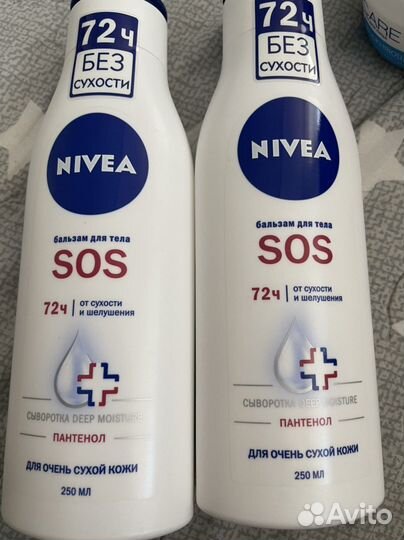 72ч
БЕЗ
СУХОСТИ
NIVEA
бальзам для тела
SOS
72ч от сухости
и шелушения
СЫВОРОТКА DEEP MOISTURE
ПАНТЕНОЛ
ДЛЯ ОЧЕНЬ СУХОЙ КОЖИ
250 МЛ
72ч
БЕЗ
СУХОСТИ
NIVEA
бальзам для тела
SOS
72ч от сухости
и шелушения
СЫВОРОТКА DEEP MOISTURE
ПАНТЕНОЛ
ДЛЯ ОЧЕНЬ СУХОЙ КОЖИ
250 МЛ
CARE
Avito